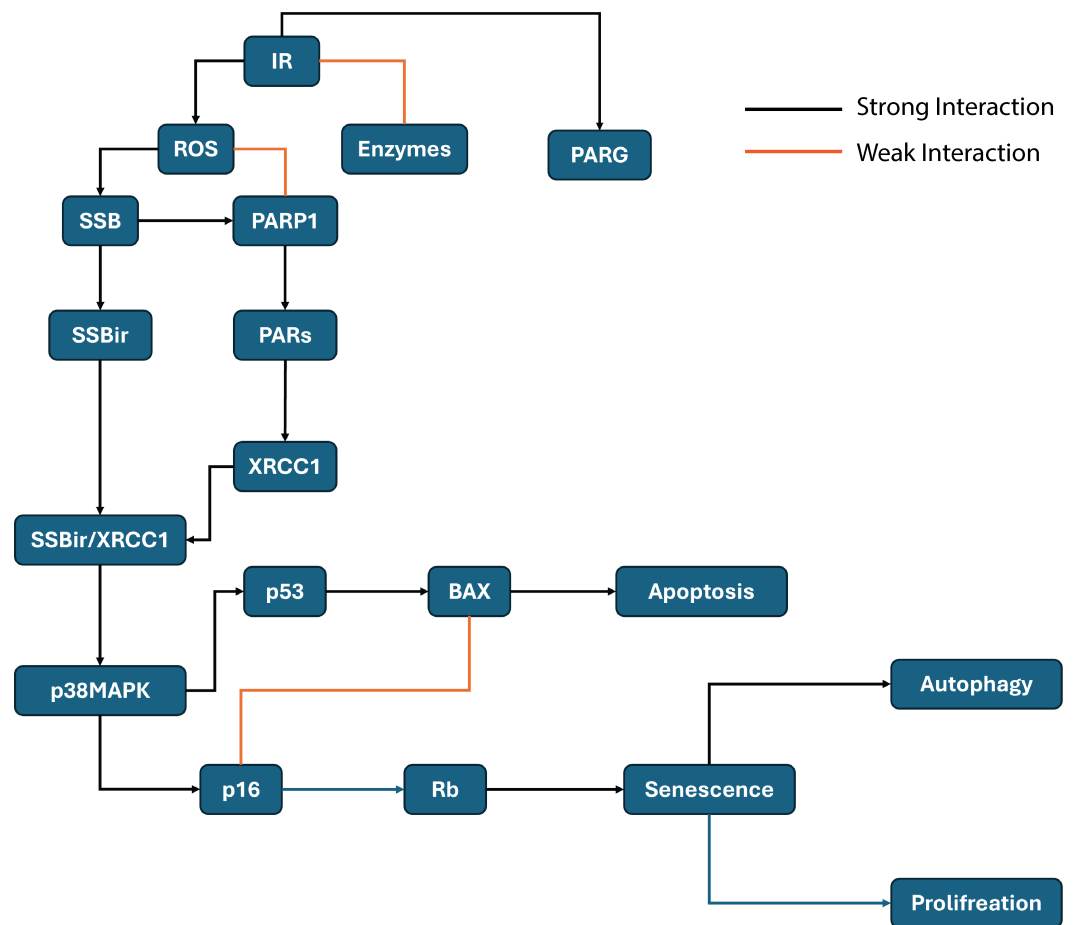 IR
Strong Interaction
ROS
Enzymes
PARG
Weak Interaction
SSB
PARP1
SSBir
PARs
XRCC1
SSBir/XRCC1
p53
BAX
Apoptosis
p38MAPK
Autophagy
p16
Rb
Senescence
Prolifreation